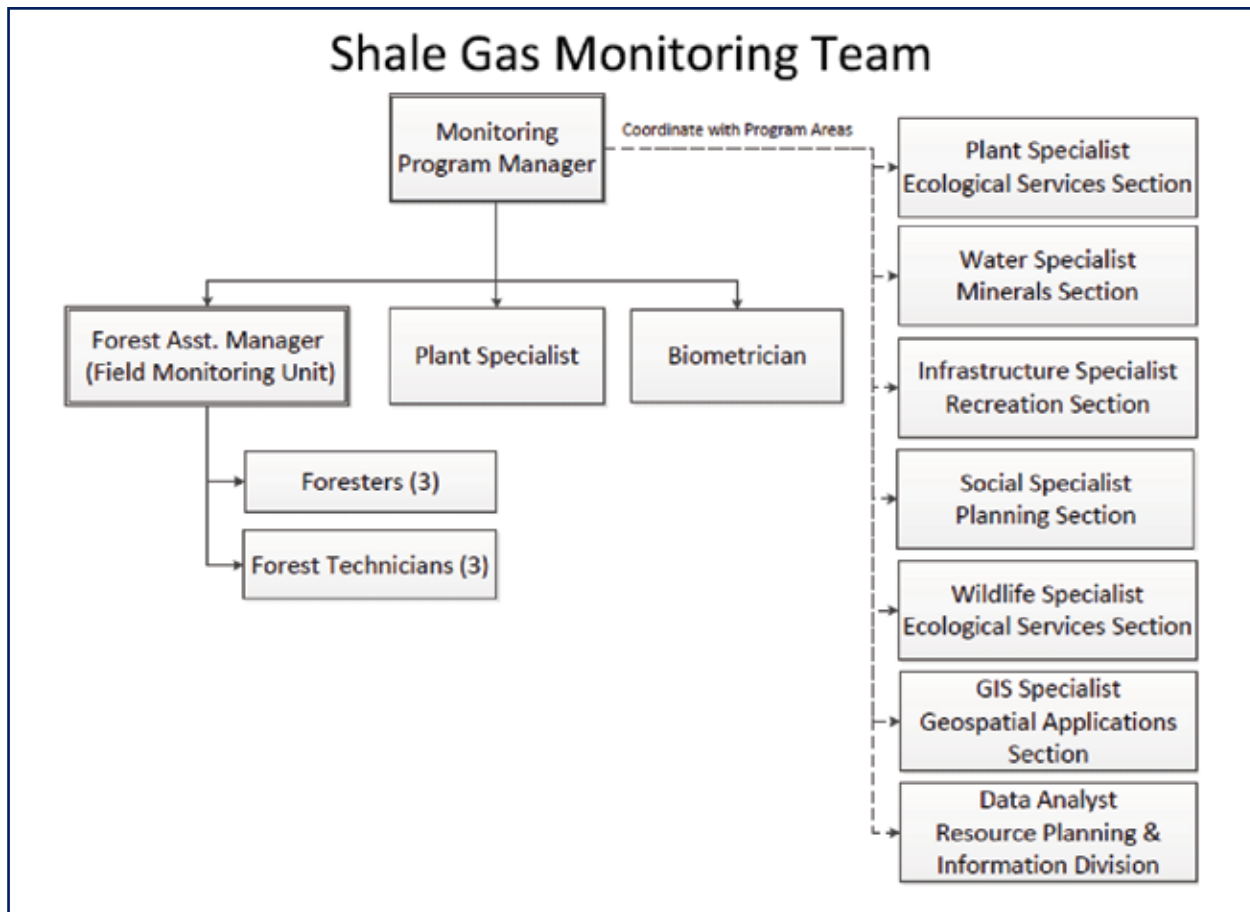 Shale Gas Monitoring Team
Monitoring
Program Manager
Coordinate with Program Areas
Plant Specialist
Ecological Services Section
Water Specialist
Minerals Section
Forest Asst. Manager
(Field Monitoring Unit)
Plant Specialist
Biometrician
Infrastructure Specialist
Recreation Section
Foresters (3)
Social Specialist
Planning Section
Forest Technicians (3)
Wildlife Specialist
Ecological Services Section
GIS Specialist
Geospatial Applications
Section
Data Analyst
Resource Planning &
Information Division